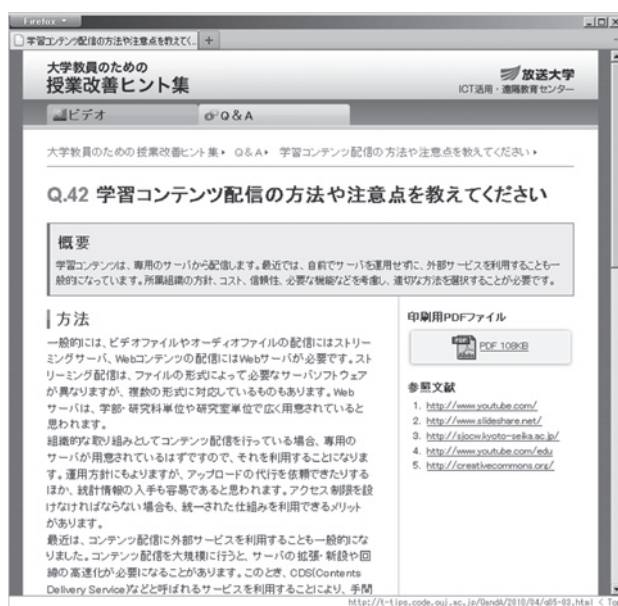 Firefox
学習コンテンツ配信の方法や注意点を教えてく(..
+
大学教員のための
授業改善ヒント集
放送大学
ICT活用・遠隔教育センター
ビデオ
Q&A
大学教員のための授業改善ヒント集 Q&A 学習コンテンツ配信の方法や注意点を教えてください
Q.42 学習コンテンツ配信の方法や注意点を教えてください
概要
学習コンテンツは、専用のサーバから配信します。最近では、自前でサーバを運用せずに、外部サービスを利用することも一
般的になっています。所属組織の方針、コスト、信頼性、必要な機能などを考慮し、適切な方法を選択することが必要です。
方法
一般的には、ビデオファイルやオーディオファイルの配信にはストリー
ミングサーバ、Webコンテンツの配信にはWebサーバが必要です。スト
リーミング配信は、ファイルの形式によって必要なサーバソフトウェア
が異なりますが、複数の形式に対応しているものもあります。Web
サーバは、学部・研究科単位や研究室単位で広く用意されていると
思われます。
組織的な取り組みとしてコンテンツ配信を行っている場合、専用の
サーバが用意されているはずですので、それを利用することになりま
す。運用方針にもよりますが、アップロードの代行を依頼できたりする
ほか、統計情報の入手も容易であると思われます。アクセス制限を設
けなければならない場合も、統一された仕組みを利用できるメリット
があります。
最近は、コンテンツ配信に外部サービスを利用することも一般的にな
りました。コンテンツ配信を大規模に行うと、サーバの拡張・新設や回
線の高速化が必要になることがあります。このとき、CDS(Contents
Delivery Service)などと呼ばれるサービスを利用することにより、手間
印刷用PDFファイル
PDF 108KB
参照文献
1. http://www.youtube.com/
2. http://www.slideshare.net/
3. http://sjocw.kyoto-seika.ac.jp/
4. http://www.youtube.com/edu
5. http://creativecommons.org/
http://t-tips.code.ouj.ac.jp/QandA/2010/04/q05-03.html < Top